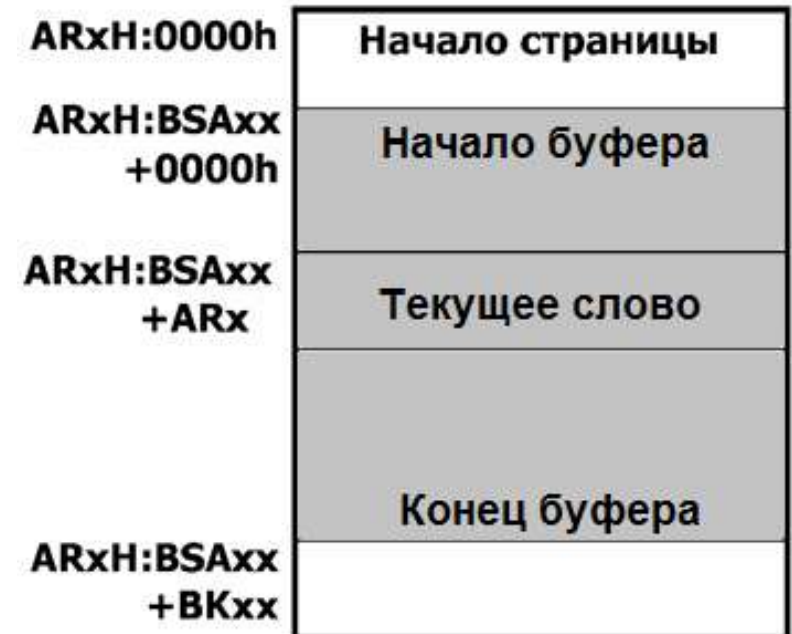 ARxH:0000h
Начало страницы
ARxH:BSAxx
+0000h
Начало буфера
ARxH:BSAxx
+ARx
Текущее слово
Конец буфера
ARxH:BSAxx
+BKxx